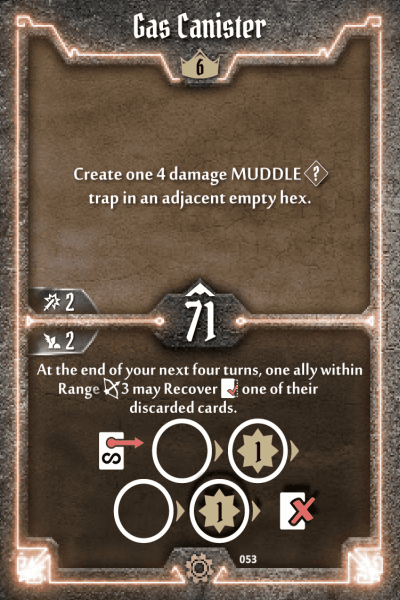 Gas Canister
6
Create one 4 damage MUDDLE ?
trap in an adjacent empty hex.
2
71
2
At the end of your next four turns, one ally within
Range 3 may Recover one of their
discarded cards.
S
1
1
053